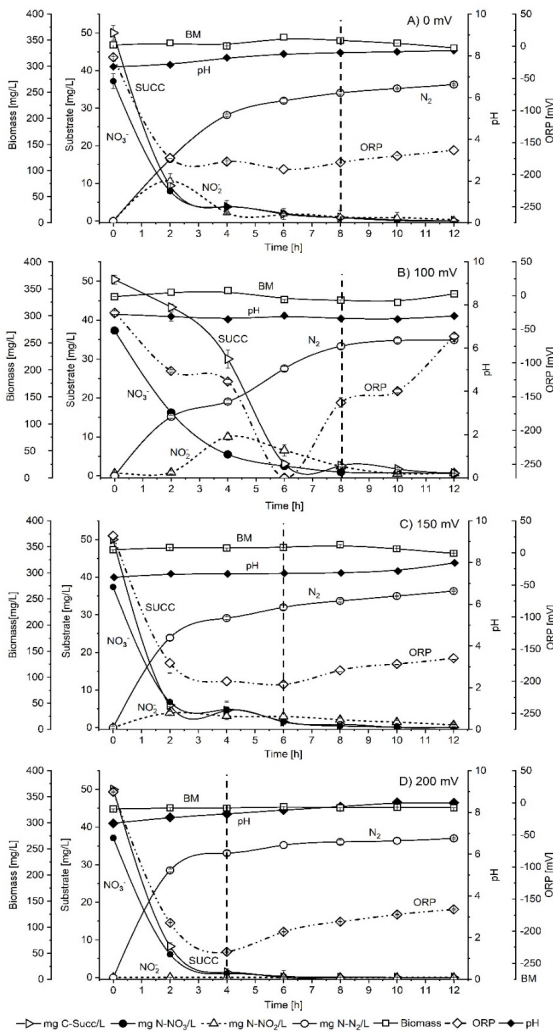 A) 0 mV
BM
pH
SUCC
NO₃⁻
N₂
ORP
NO₂⁻
Biomass [mg/L]
Substrate [mg/L]
pH
ORP [mV]
0 50 100 150 200 250 300 350 400
0 10 20 30 40 50
0 2 4 6 8 10
-250 -200 -150 -100 -50 0 50
0 1 2 3 4 5 6 7 8 9 10 11 12
Time [h]
B) 100 mV
BM
pH
SUCC
N₂
NO₃⁻
ORP
NO₂⁻
Biomass [mg/L]
Substrate [mg/L]
pH
ORP [mV]
0 50 100 150 200 250 300 350 400
0 10 20 30 40 50
0 2 4 6 8 10
-250 -200 -150 -100 -50 0 50
0 1 2 3 4 5 6 7 8 9 10 11 12
Time [h]
C) 150 mV
BM
pH
SUCC
N₂
NO₃⁻
ORP
NO₂⁻
Biomass[mg/L]
Substrate [mg/L]
pH
ORP [mV]
0 50 100 150 200 250 300 350 400
0 10 20 30 40 50
0 2 4 6 8 10
-250 -200 -150 -100 -50 0 50
0 1 2 3 4 5 6 7 8 9 10 11 12
Time [h]
D) 200 mV
BM
pH
N₂
NO₃⁻
ORP
SUCC
NO₂⁻
BM
Biomass [mg/L]
Substrate [mg/L]
pH
ORP [mV]
0 50 100 150 200 250 300 350 400
0 10 20 30 40 50
0 2 4 6 8 10
-250 -200 -150 -100 -50 0 50
0 1 2 3 4 5 6 7 8 9 10 11 12
Time [h]
mg C-Succ/L mg N-NO₃/L mg N-NO₂/L mg N-N₂/L Biomass ORP pH